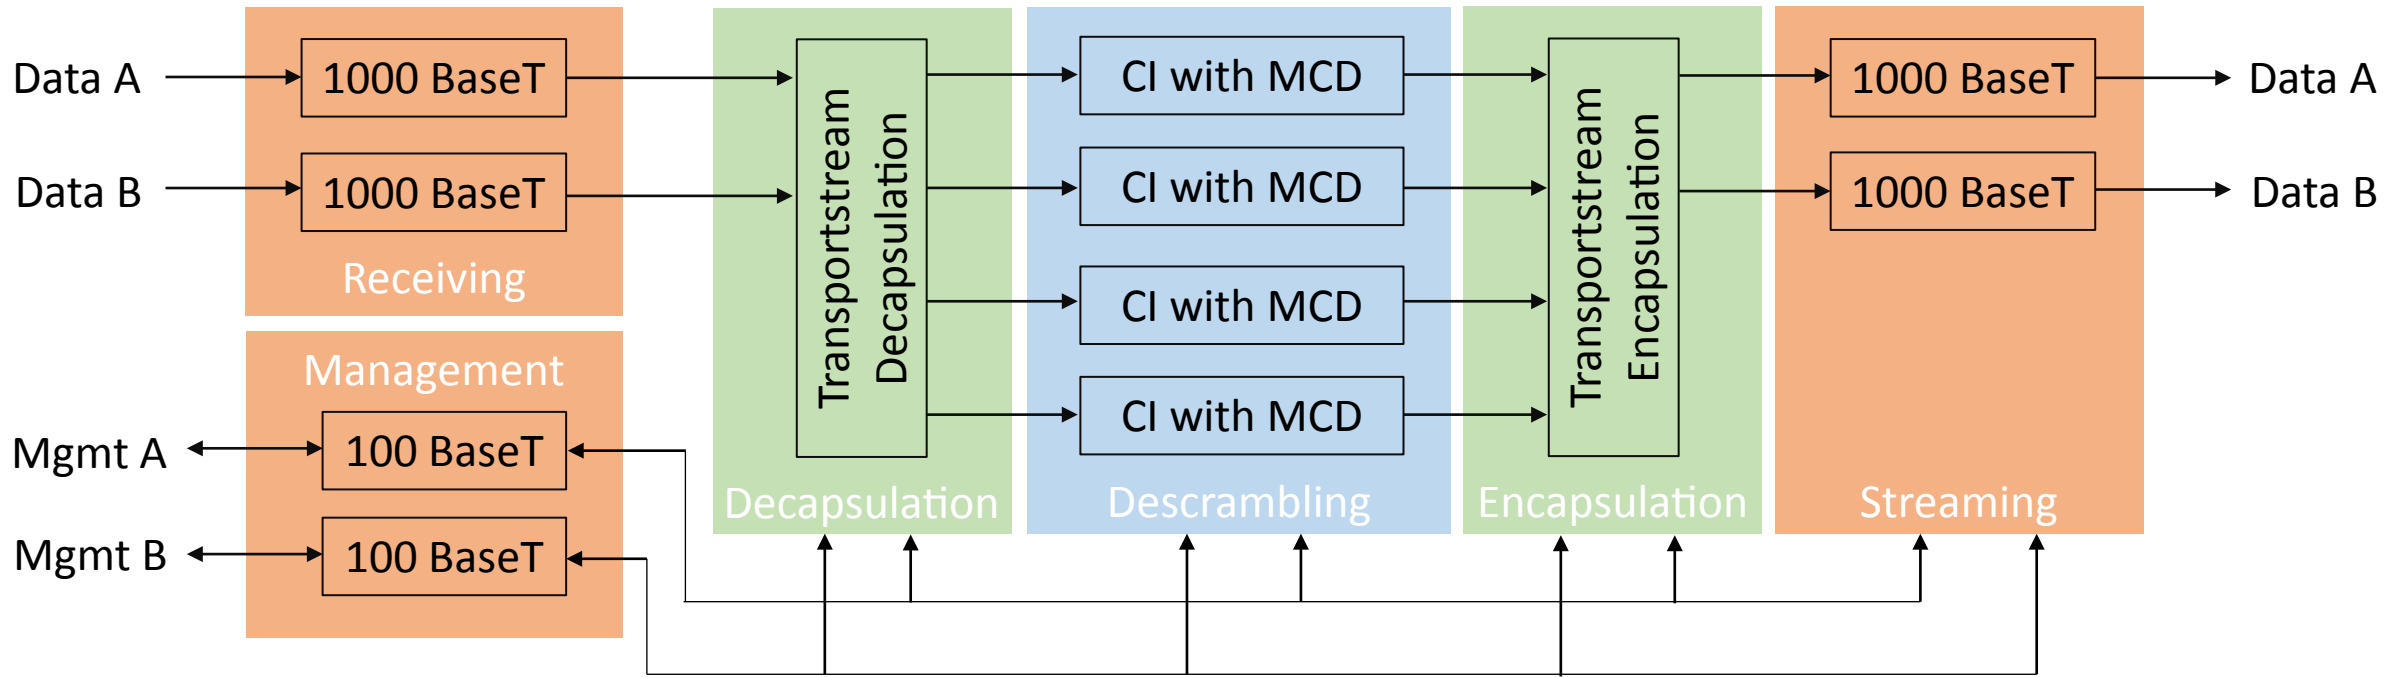 Data A
1000 BaseT
Data B
1000 BaseT
Receiving
Management
Mgmt A
100 BaseT
Mgmt B
100 BaseT
Transportstream
Decapsulation
Decapsulation
CI with MCD
CI with MCD
CI with MCD
CI with MCD
Descrambling
Transportstream
Encapsulation
Encapsulation
1000 BaseT
Data A
1000 BaseT
Data B
Streaming